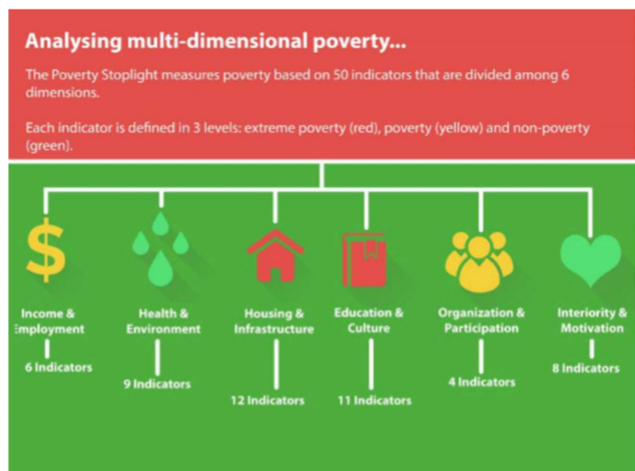 Analysing multi-dimensional poverty...
The Poverty Stoplight measures poverty based on 50 indicators that are divided among 6
dimensions.
Each indicator is defined in 3 levels: extreme poverty (red), poverty (yellow) and non-poverty
(green).
$
Income &
Employment
6 Indicators
Health &
Environment
9 Indicators
Housing &
Infrastructure
12 Indicators
Education &
Culture
11 Indicators
Organization &
Participation
4 Indicators
Interiority &
Motivation
8 Indicators